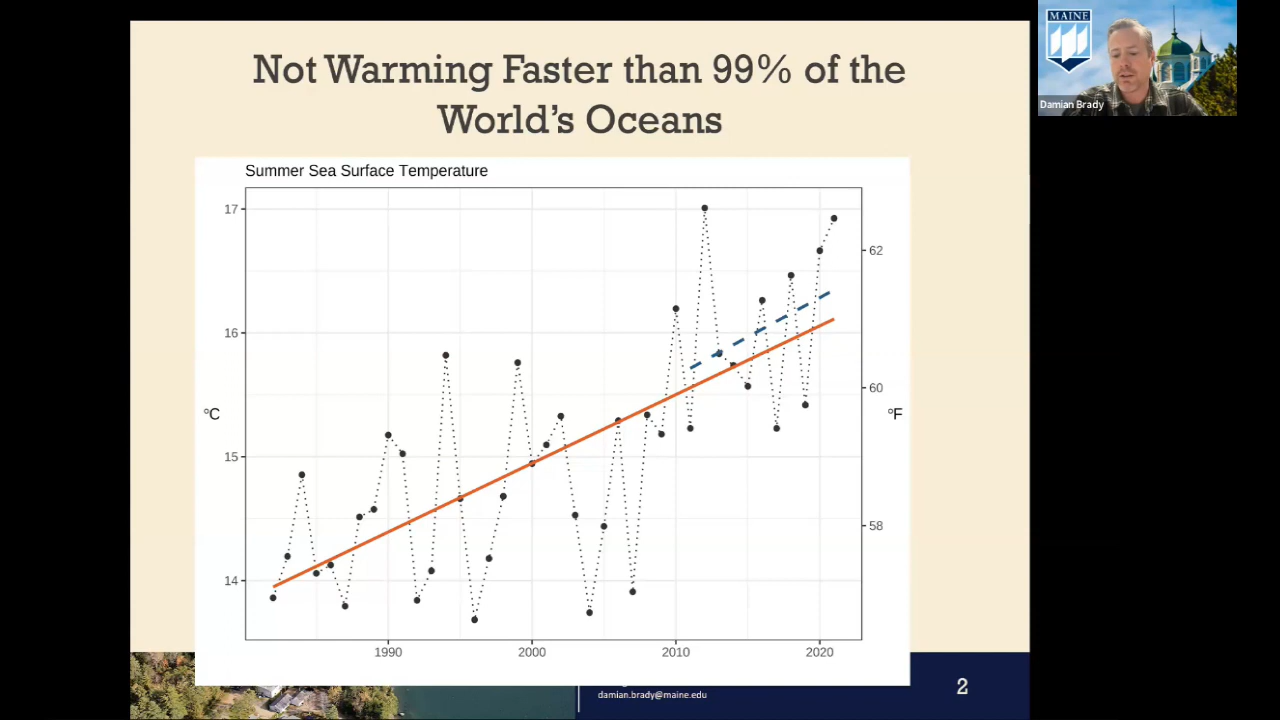 Not Warming Faster than 99% of the
World's Oceans
MAINE
Damian Brady
Summer Sea Surface Temperature
17
16
15
14
°C
62
60
58
°F
1990
2000
2010
2020
damian.brady@maine.edu
2